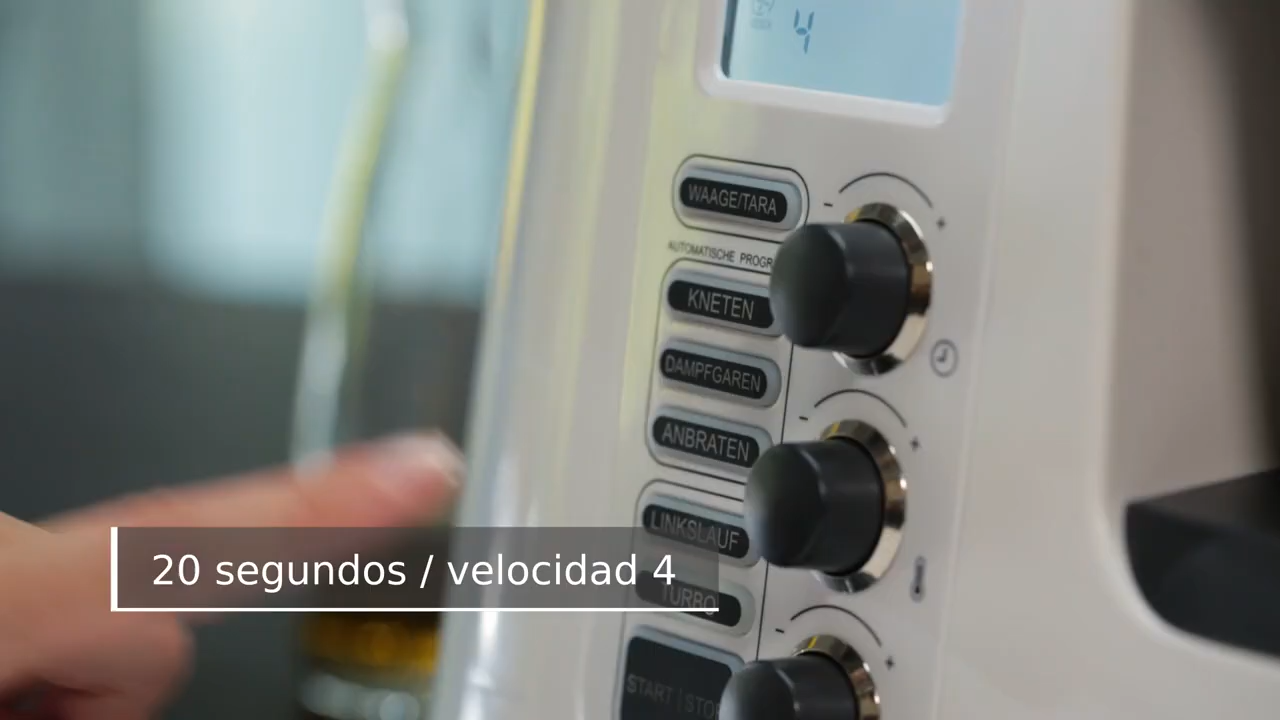 4
WAAGE/TARA
AUTOMATISCHE PROGR
KNETEN
DAMPFGAREN
ANBRATEN
LINKSLAUF
20 segundos / velocidad 4
TURBO
START | STOP